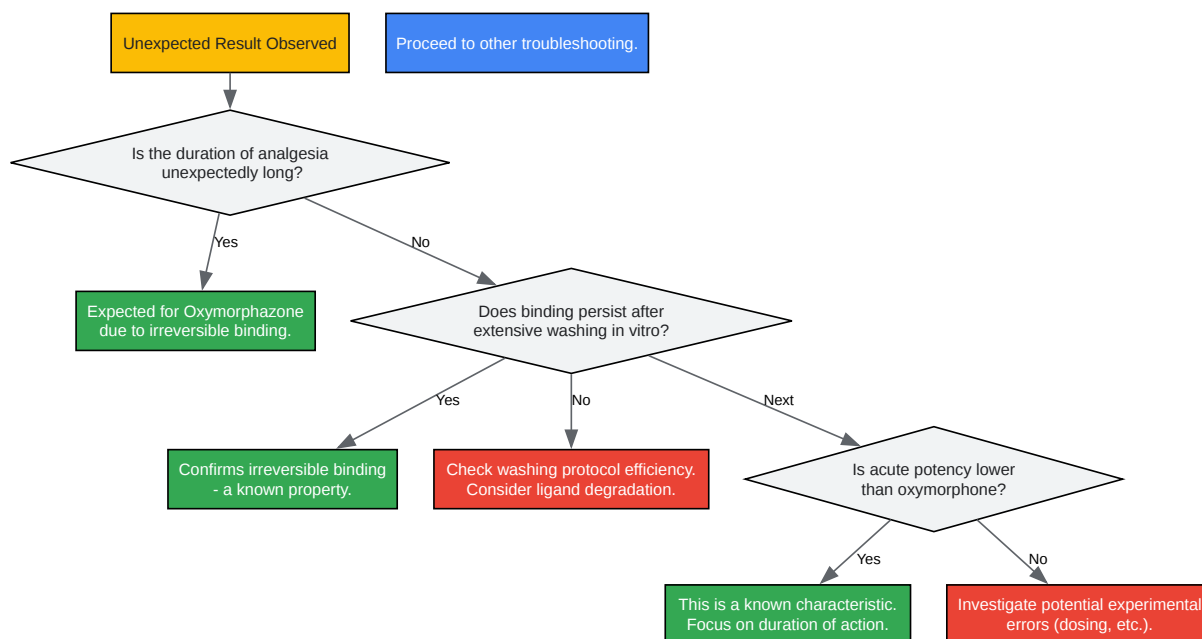 Unexpected Result Observed
Proceed to other troubleshooting.
Is the duration of analgesia
unexpectedly long?
Yes
No
Expected for Oxymorphazone
due to irreversible binding.
Does binding persist after
extensive washing in vitro?
Yes
No
Next
Confirms irreversible binding
- a known property.
Check washing protocol efficiency.
Consider ligand degradation.
Is acute potency lower
than oxymorphone?
Yes
No
This is a known characteristic.
Focus on duration of action.
Investigate potential experimental
errors (dosing, etc.).